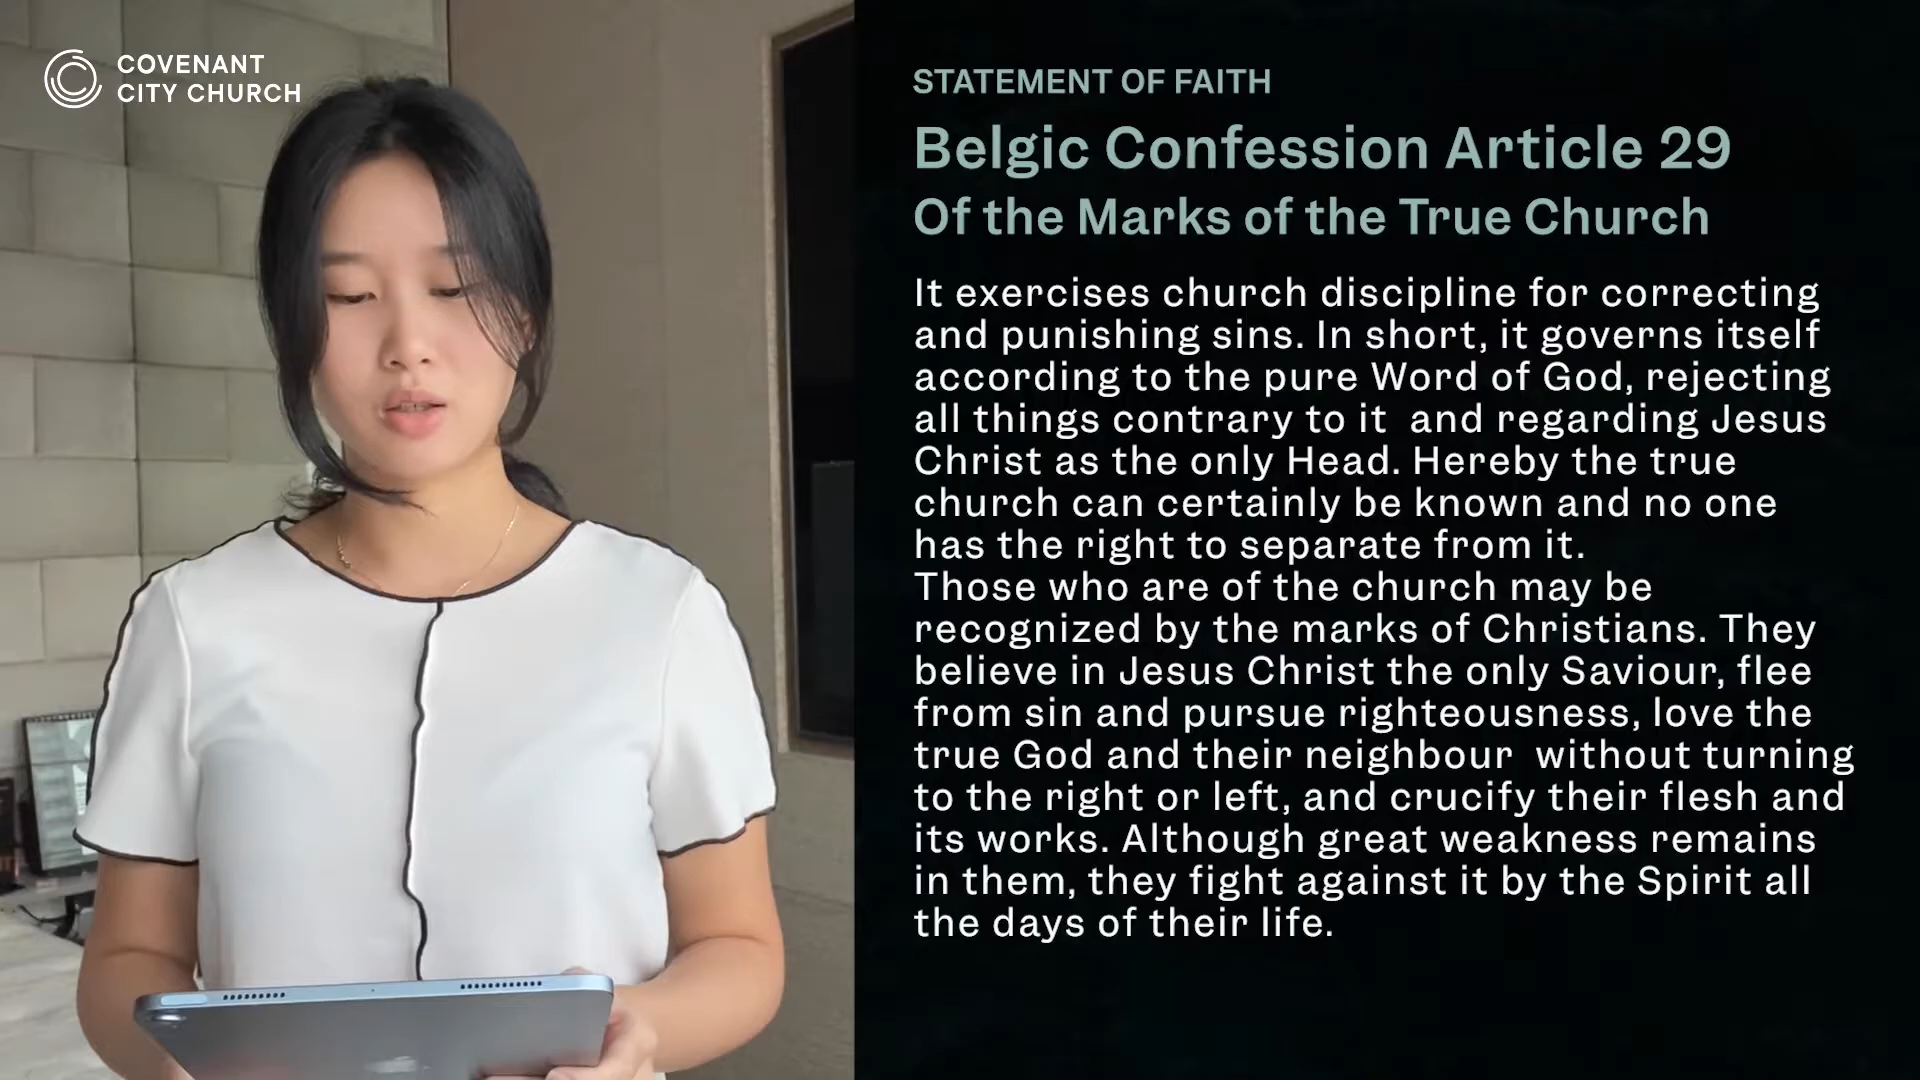 COVENANT
CITY CHURCH
STATEMENT OF FAITH
Belgic Confession Article 29
Of the Marks of the True Church
It exercises church discipline for correcting
and punishing sins. In short, it governs itself
according to the pure Word of God, rejecting
all things contrary to it  and regarding Jesus
Christ as the only Head. Hereby the true
church can certainly be known and no one
has the right to separate from it.
Those who are of the church may be
recognized by the marks of Christians. They
believe in Jesus Christ the only Saviour, flee
from sin and pursue righteousness, love the
true God and their neighbour  without turning
to the right or left, and crucify their flesh and
its works. Although great weakness remains
in them, they fight against it by the Spirit all
the days of their life.